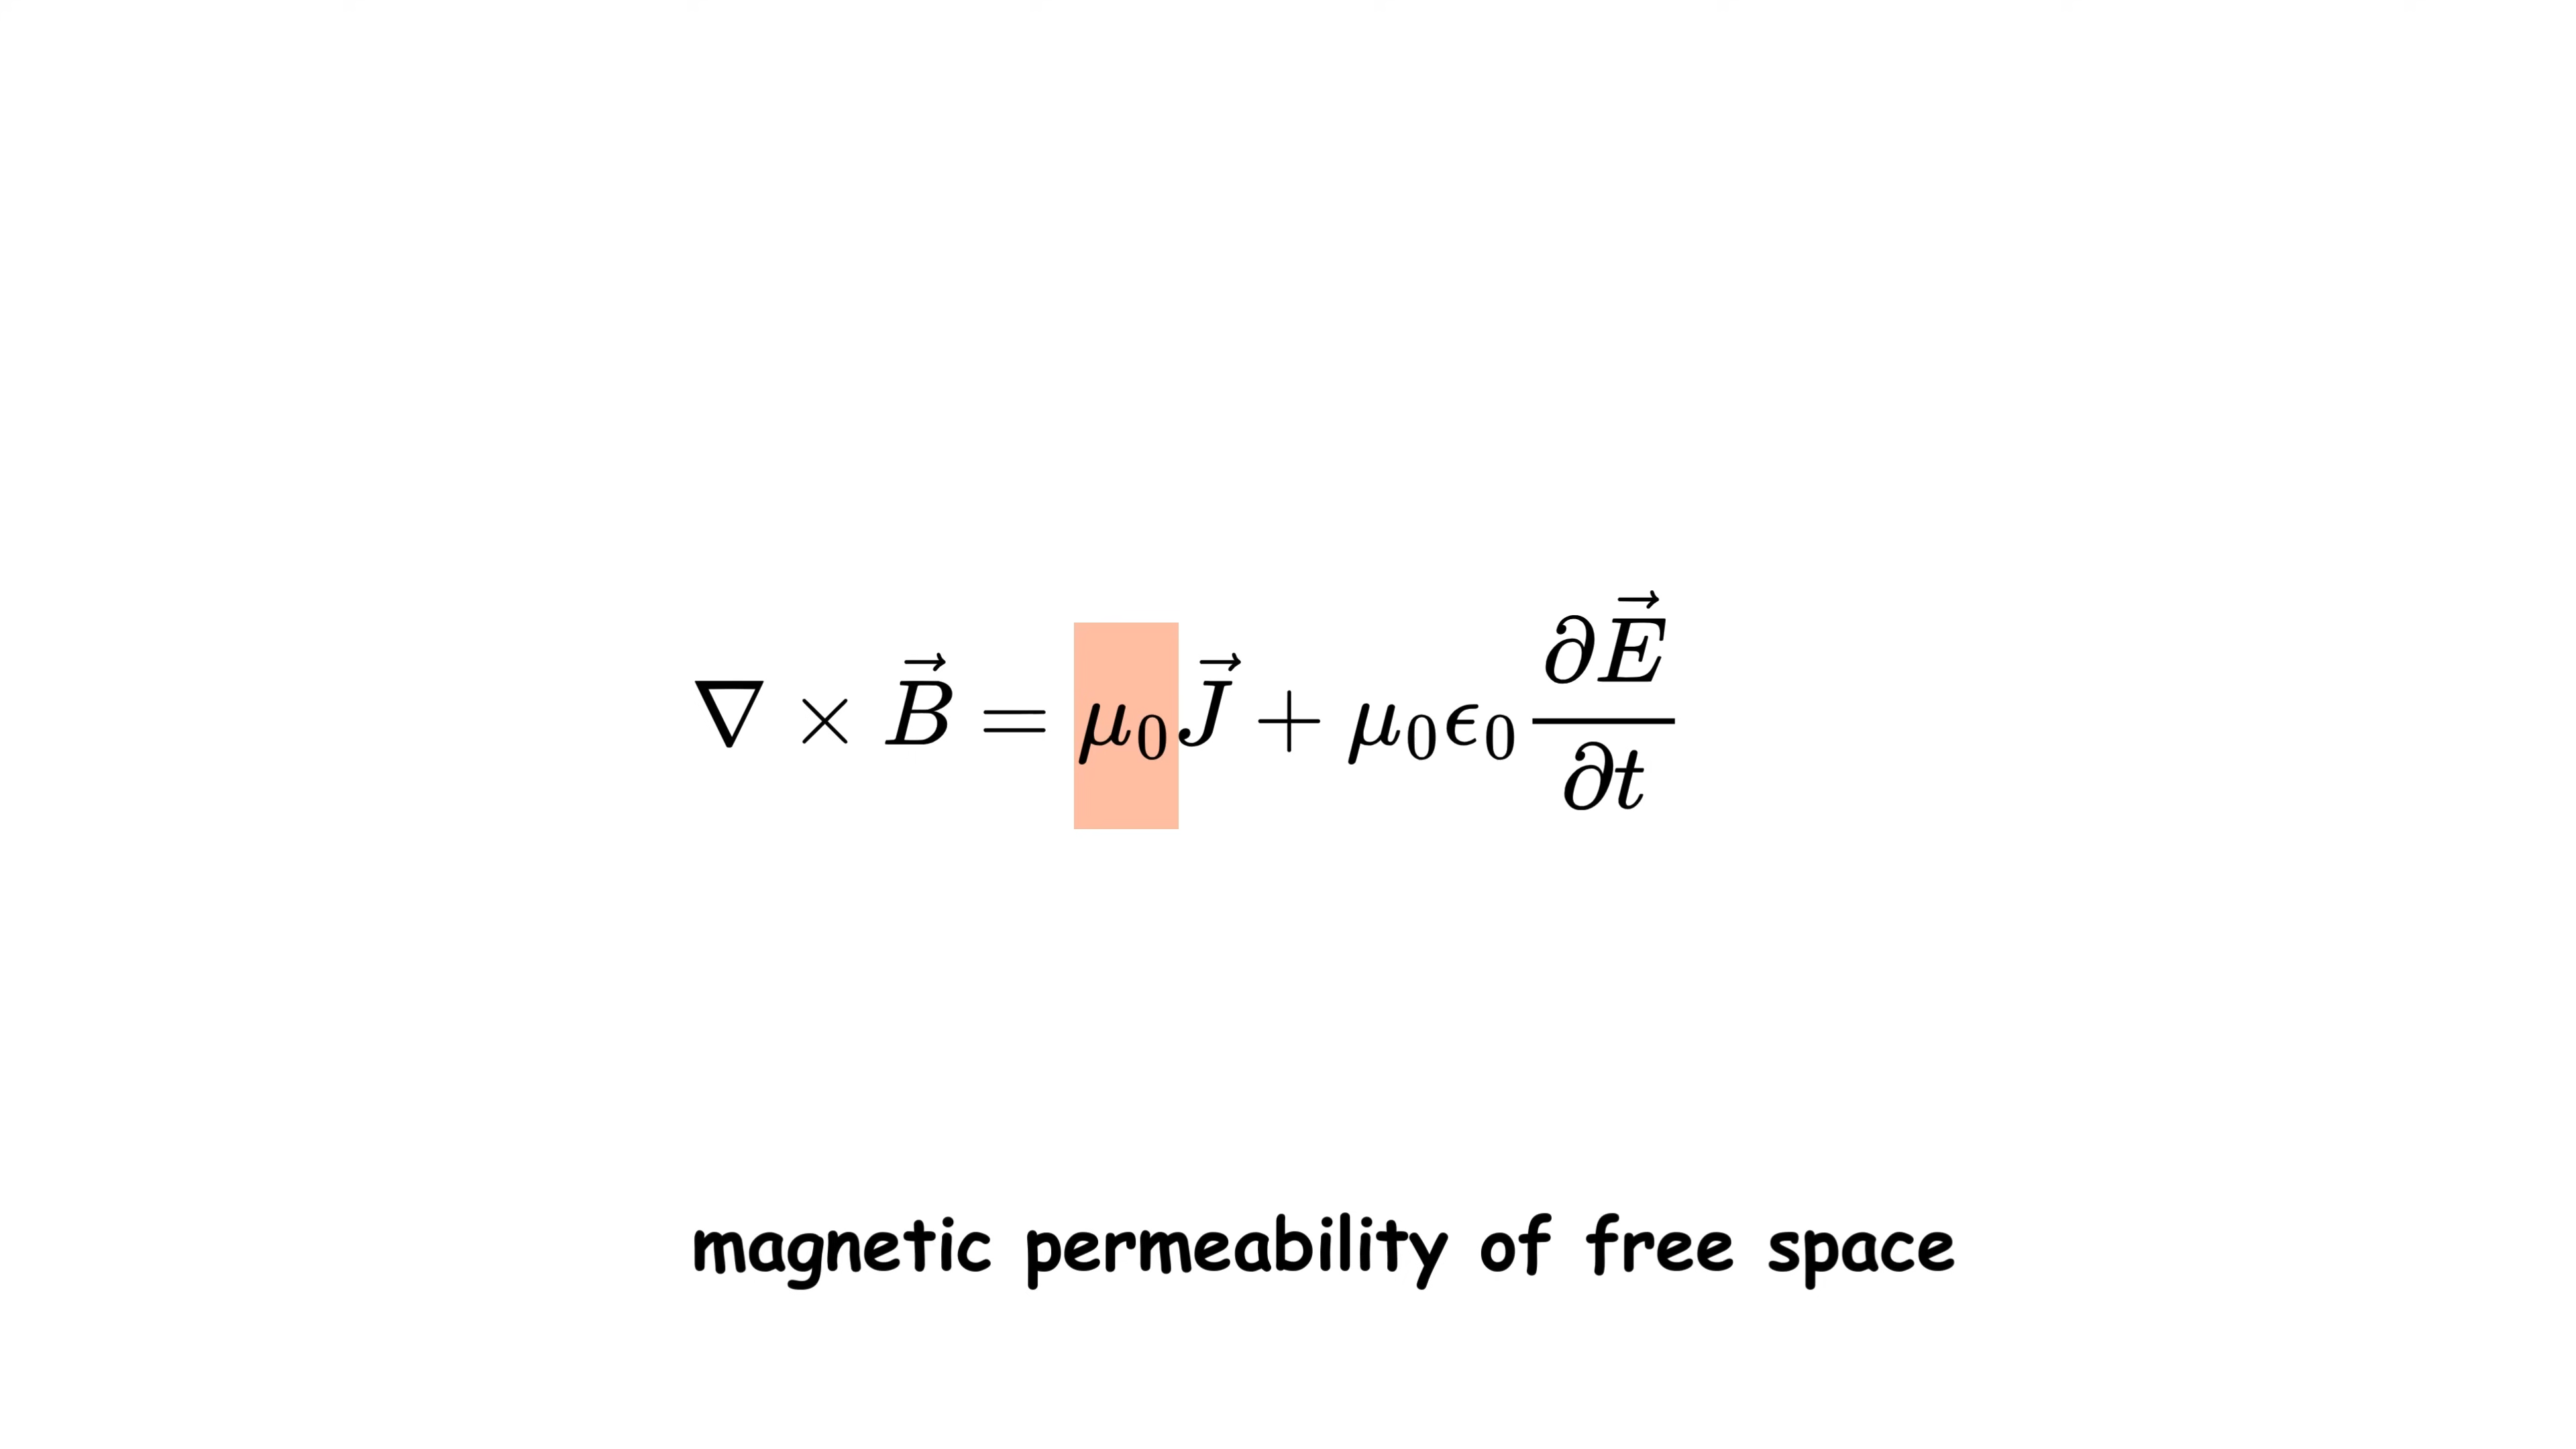 ∇ × B⃗ = μ₀J⃗ + μ₀ϵ₀ ∂E⃗/∂t
magnetic permeability of free space